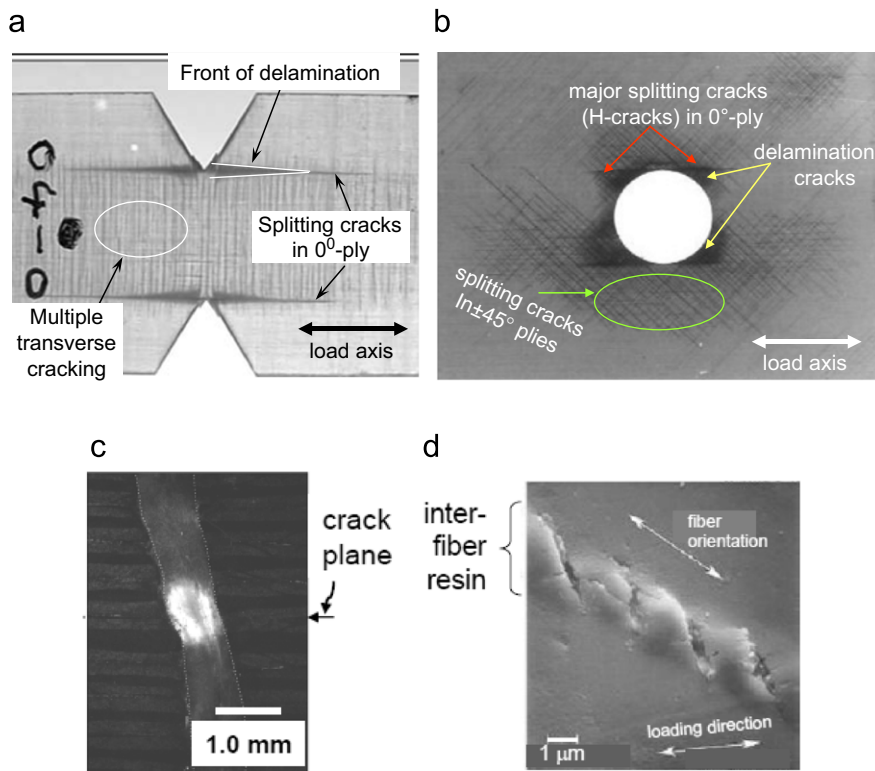 a
Front of delamination
Splitting cracks
in 0⁰-ply
Multiple
transverse
cracking
load axis
04-0
b
major splitting cracks
(H-cracks) in 0°-ply
delamination
cracks
splitting cracks
In±45° plies
load axis
c
crack
plane
1.0 mm
d
inter-
fiber
resin
fiber
orientation
loading direction
1 μm